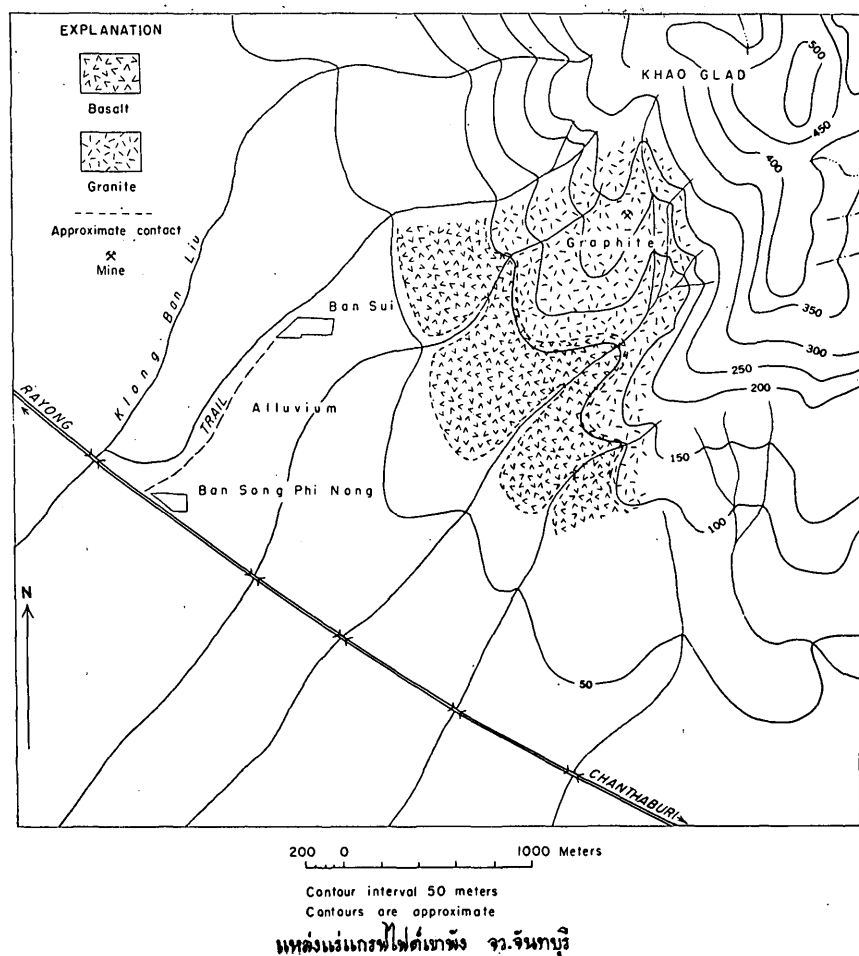 EXPLANATION
Basalt
Granite
Approximate contact
Mine
KHAO GLAD
500
450
400
350
300
250
200
150
100
50
Graphite
Klong Ban Liu
Ban Sui
TRAIL
Alluvium
RAYONG
Ban Song Phi Nong
N
CHANTHABURI
200 0 1000 Meters
Contour interval 50 meters
Contours are approximate
แหล่งแร่แกรฟไฟต์เขาพัง จว.จันทบุรี